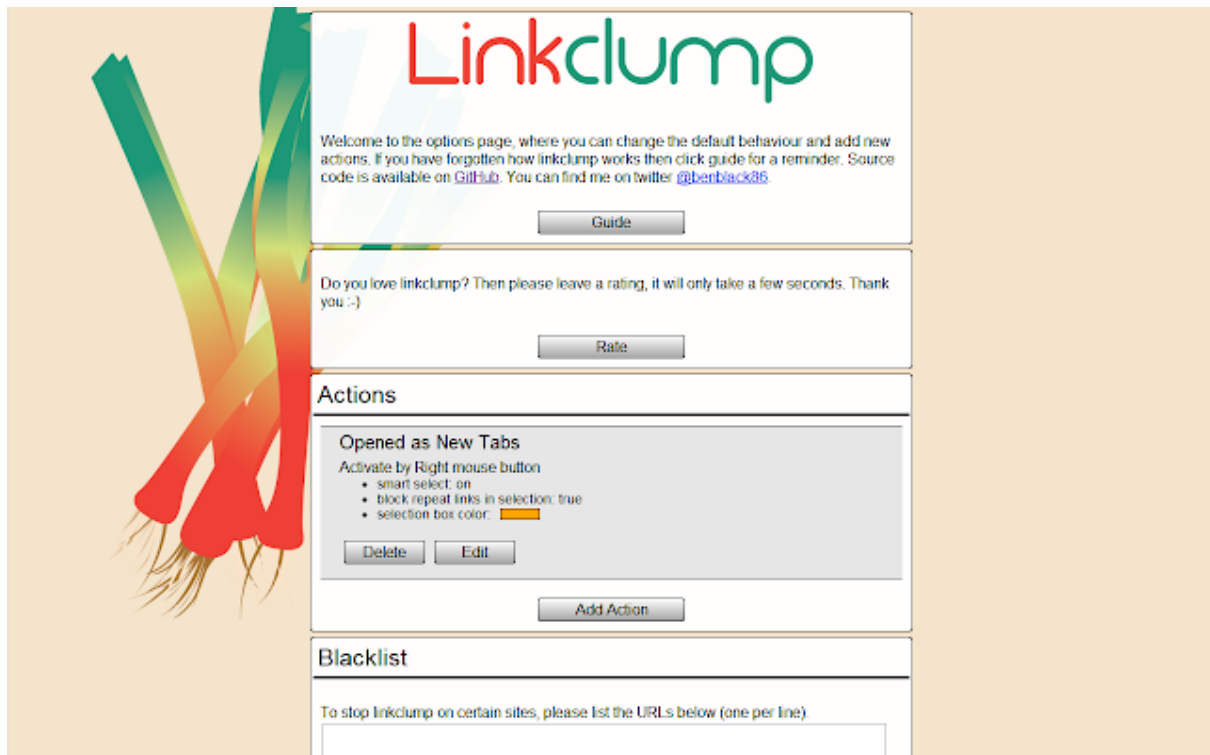 Linkclump
Welcome to the options page, where you can change the default behaviour and add new
actions. If you have forgotten how linkclump works then click guide for a reminder. Source
code is available on GitHub. You can find me on twitter @benblack86.
Guide
Do you love linkclump? Then please leave a rating, it will only take a few seconds. Thank
you :-)
Rate
Actions
Opened as New Tabs
Activate by Right mouse button
• smart select: on
• block repeat links in selection: true
• selection box color:
Delete Edit
Add Action
Blacklist
To stop linkclump on certain sites, please list the URLs below (one per line).